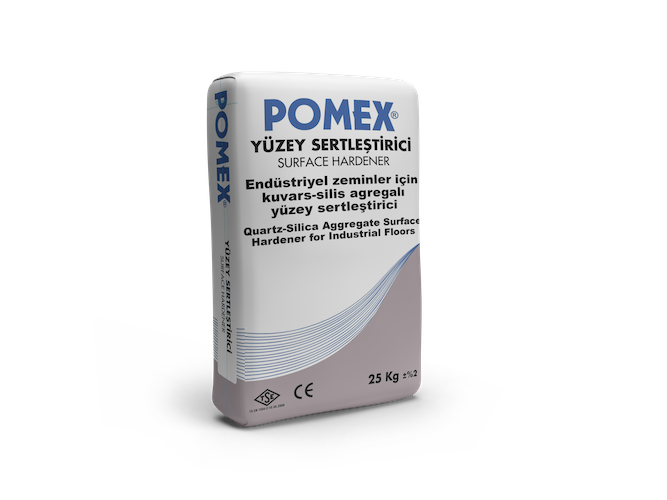 POMEX®
YÜZEY SERTLEŞTİRİCİ
SURFACE HARDENER
Endüstriyel zeminler için
kuvars-silis agregalı
yüzey sertleştirici
Quartz-Silica Aggregate Surface
Hardener for Industrial Floors
TSE
CE
25 Kg ±%2
POMEX®
YÜZEY SERTLEŞTİRİCİ
SURFACE HARDENER